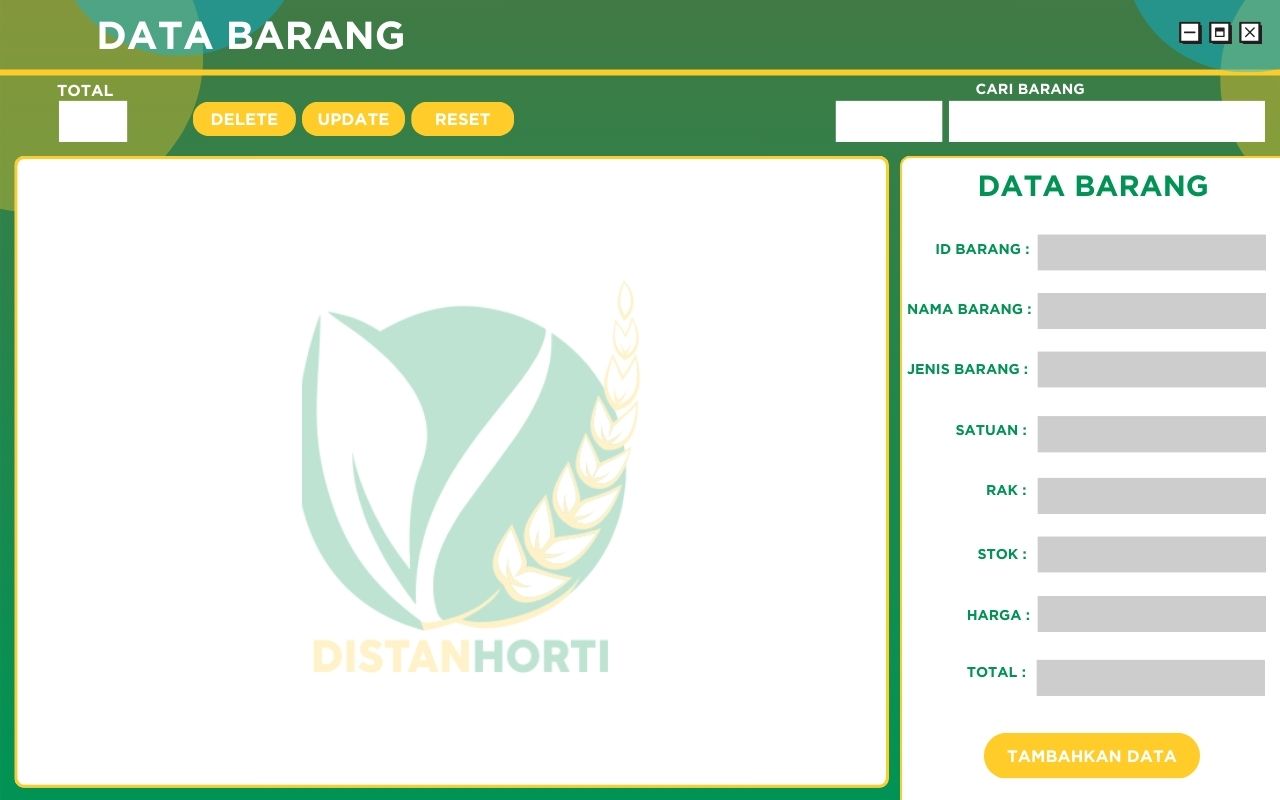 DATA BARANG
TOTAL
CARI BARANG
DELETE
UPDATE
RESET
DATA BARANG
ID BARANG :
NAMA BARANG :
JENIS BARANG :
SATUAN :
RAK :
STOK :
HARGA :
TOTAL :
TAMBAHKAN DATA
DISTANHORTI